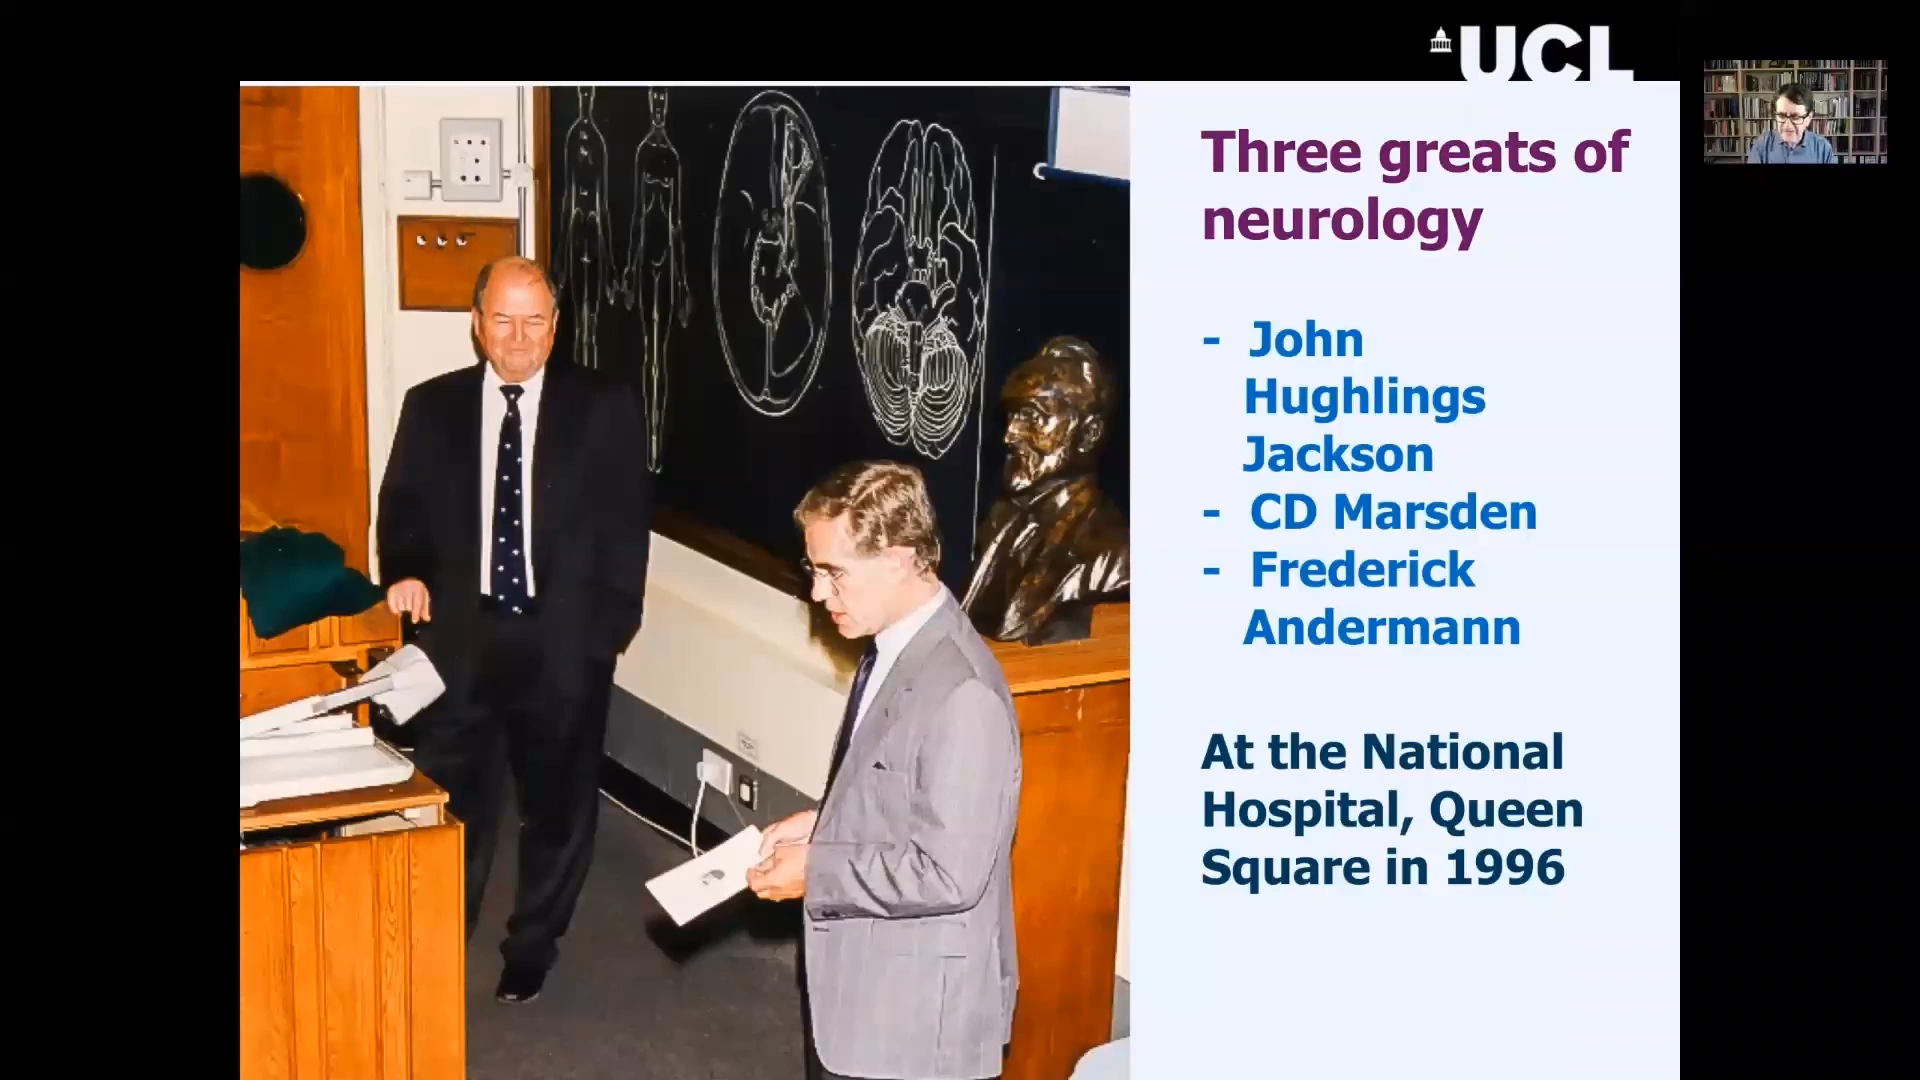 UCL
Three greats of
neurology
- John
Hughlings
Jackson
- CD Marsden
- Frederick
Andermann
At the National
Hospital, Queen
Square in 1996